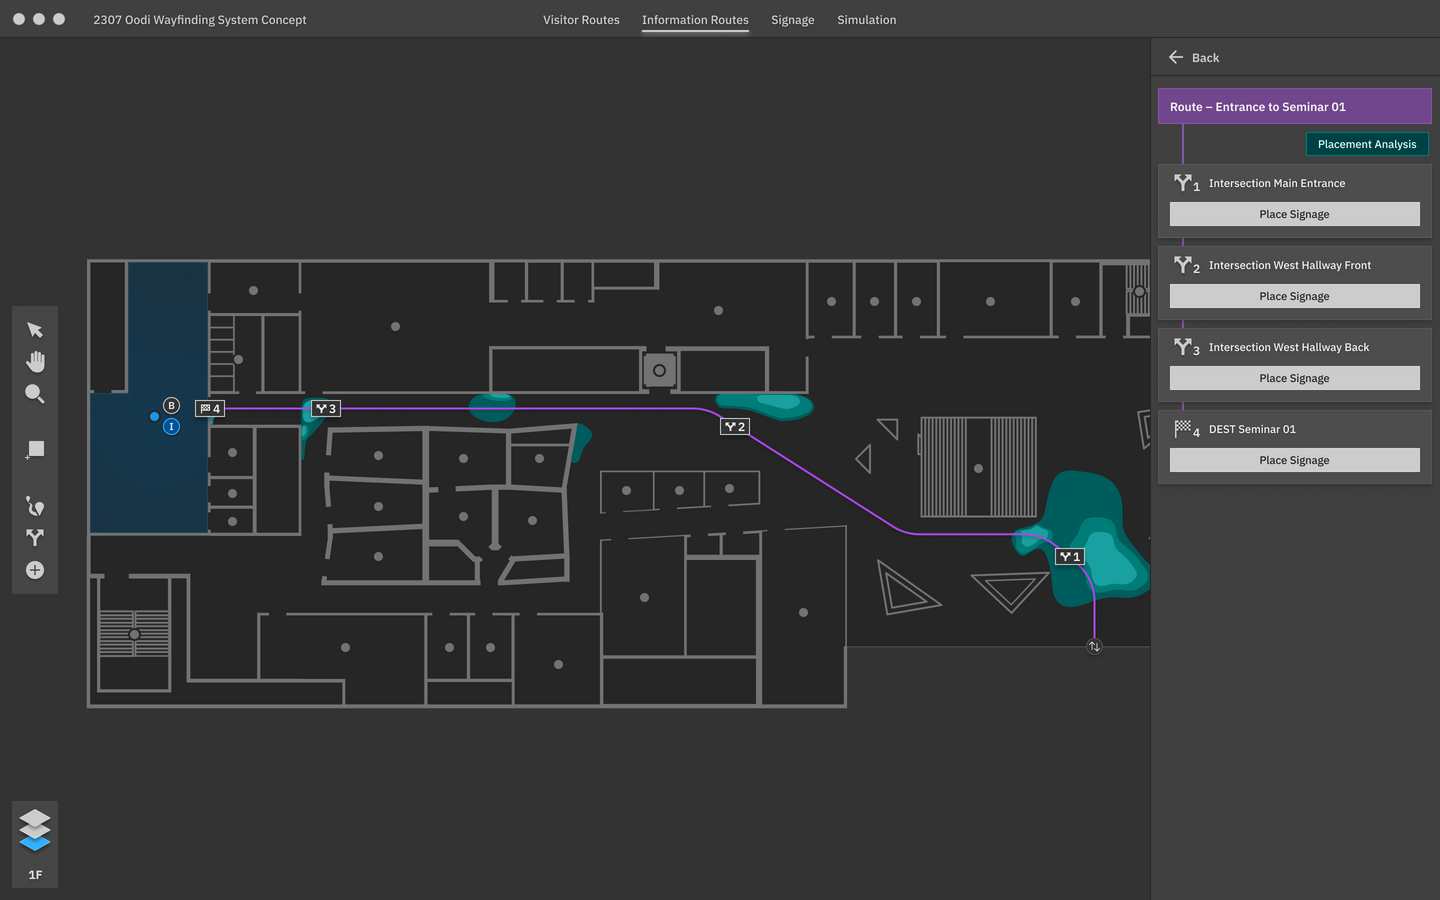 2307 Oodi Wayfinding System Concept
Visitor Routes
Information Routes
Signage
Simulation
Back
Route – Entrance to Seminar 01
Placement Analysis
1 Intersection Main Entrance
Place Signage
2 Intersection West Hallway Front
Place Signage
3 Intersection West Hallway Back
Place Signage
4 DEST Seminar 01
Place Signage
B
I
4
3
2
1
1F